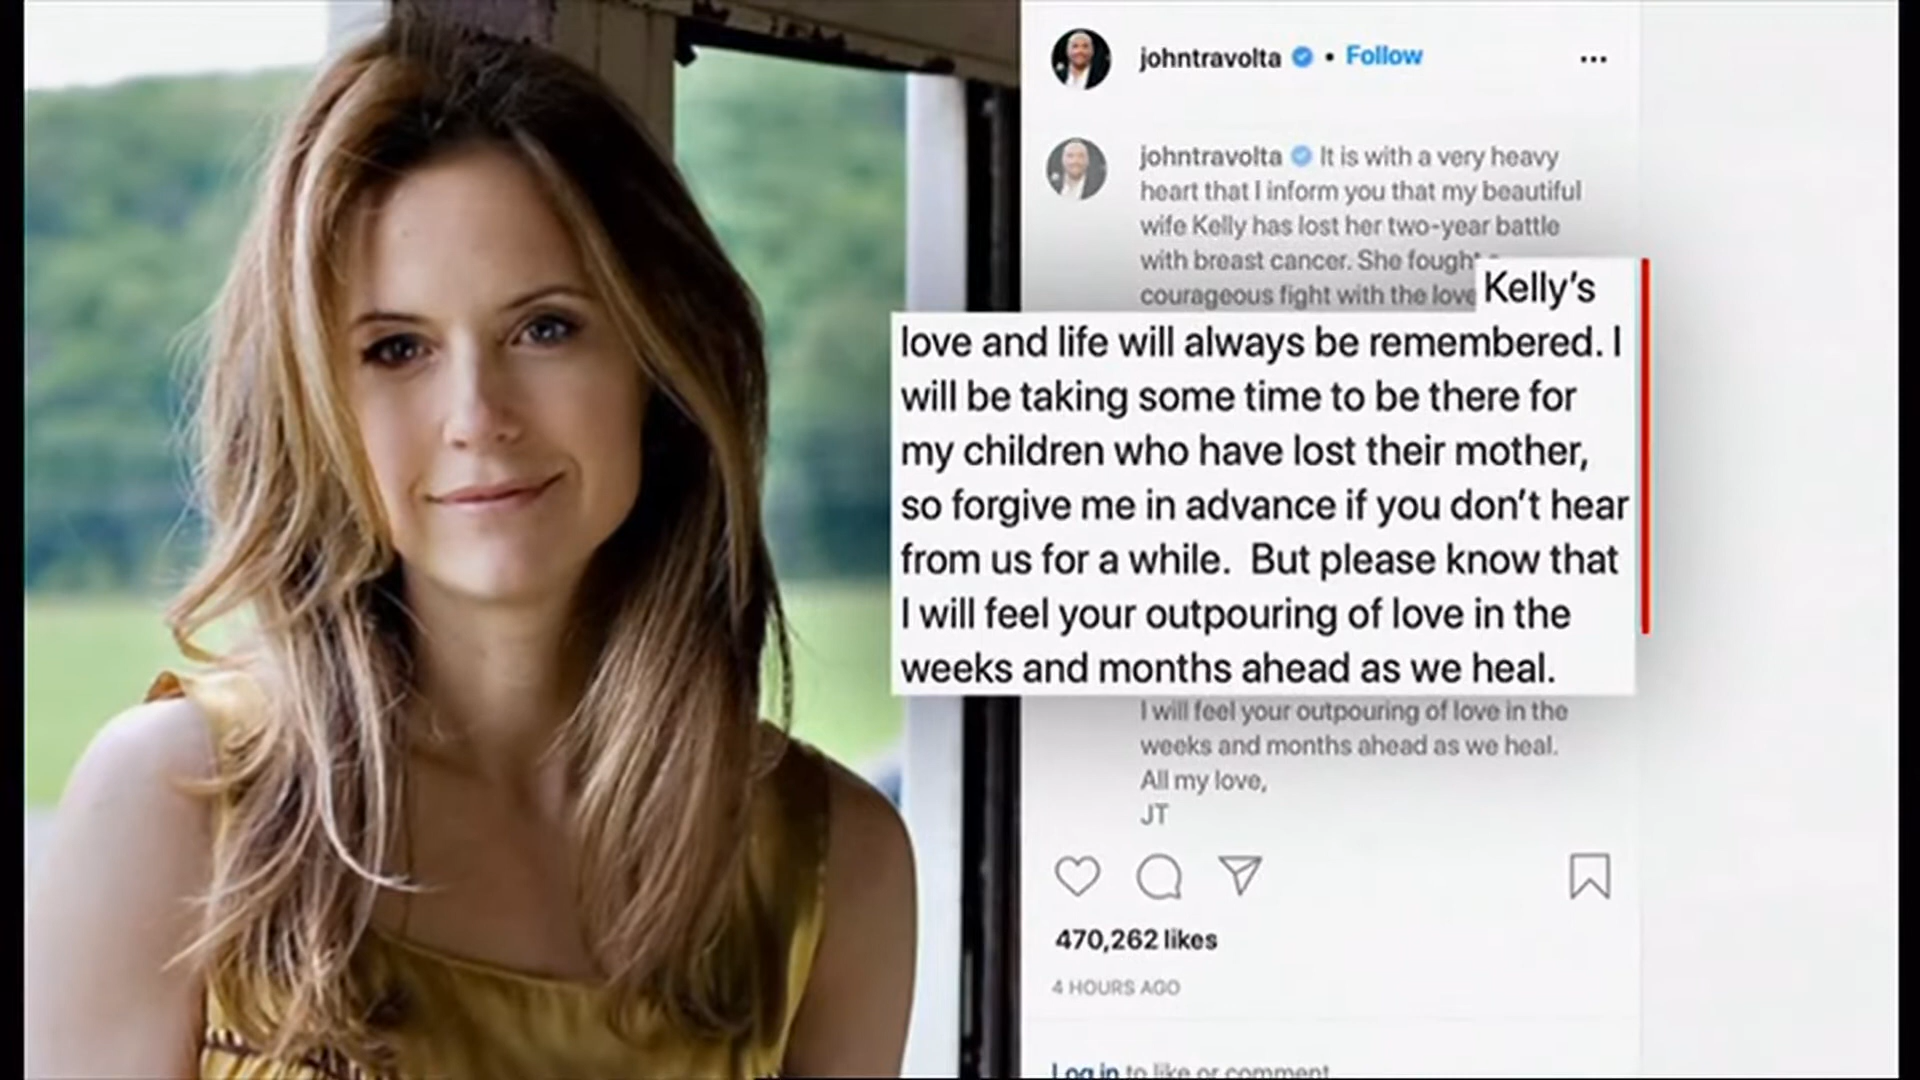 johntravolta • Follow
johntravolta It is with a very heavy
heart that I inform you that my beautiful
wife Kelly has lost her two-year battle
with breast cancer. She fought
courageous fight with the love
Kelly’s
love and life will always be remembered. I
will be taking some time to be there for
my children who have lost their mother,
so forgive me in advance if you don’t hear
from us for a while. But please know that
I will feel your outpouring of love in the
weeks and months ahead as we heal.
I will feel your outpouring of love in the
weeks and months ahead as we heal.
All my love,
JT
470,262 likes
4 HOURS AGO
Log in to like or comment